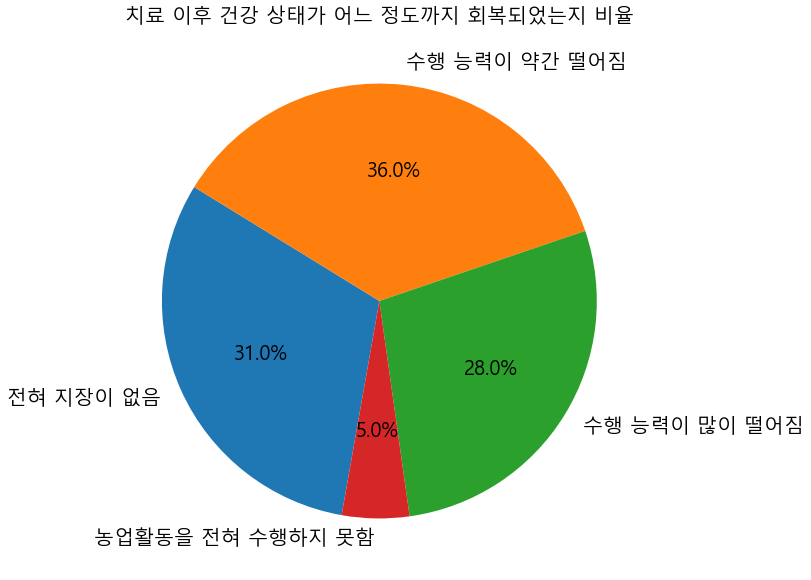 치료 이후 건강 상태가 어느 정도까지 회복되었는지 비율
수행 능력이 약간 떨어짐
36.0%
31.0%
28.0%
전혀 지장이 없음
수행 능력이 많이 떨어짐
5.0%
농업활동을 전혀 수행하지 못함